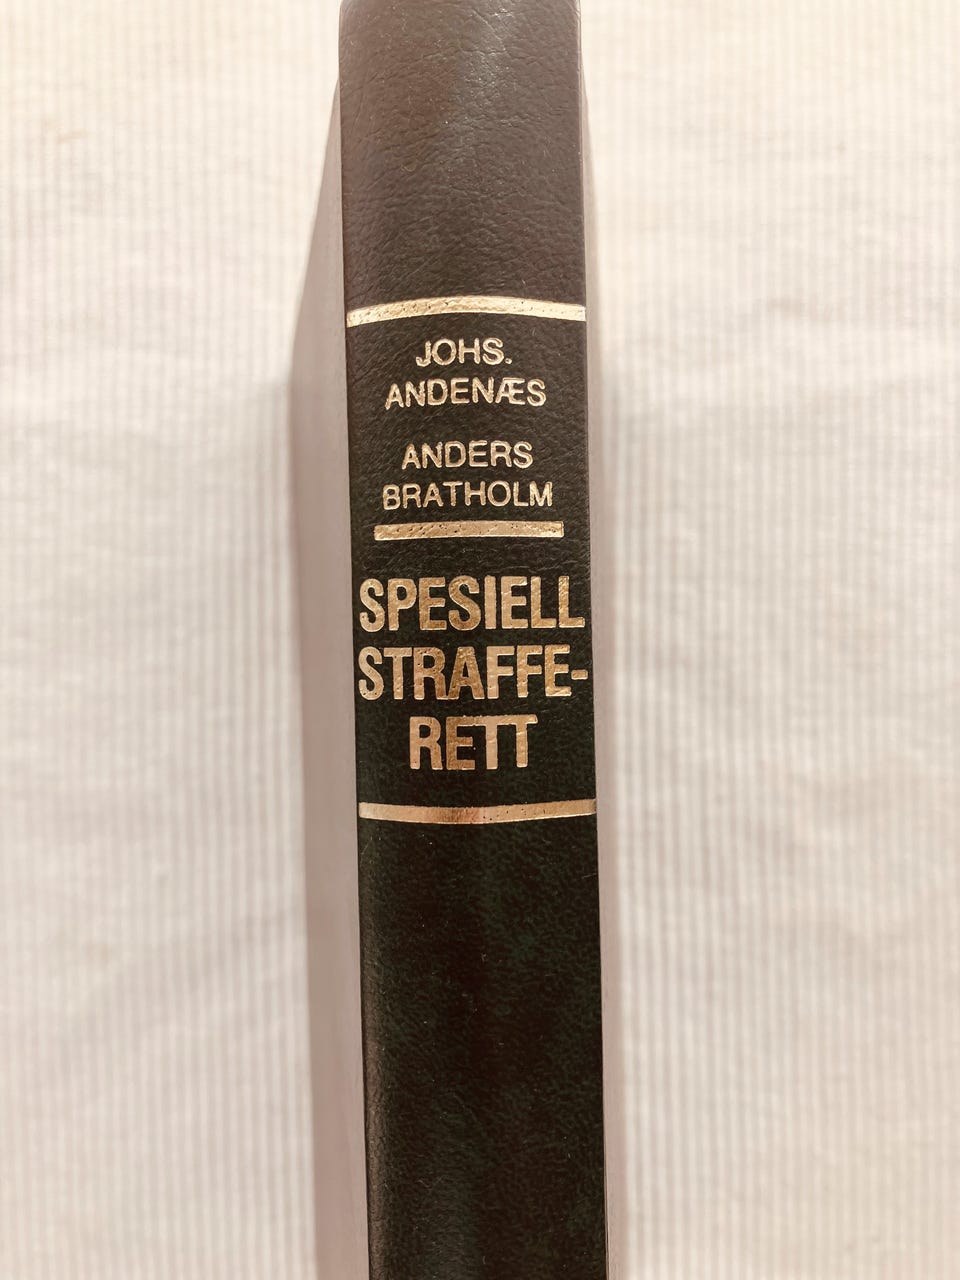 JOHS.
ANDENÆS
ANDERS
BRATHOLM
SPESIELL
STRAFFE-
RETT